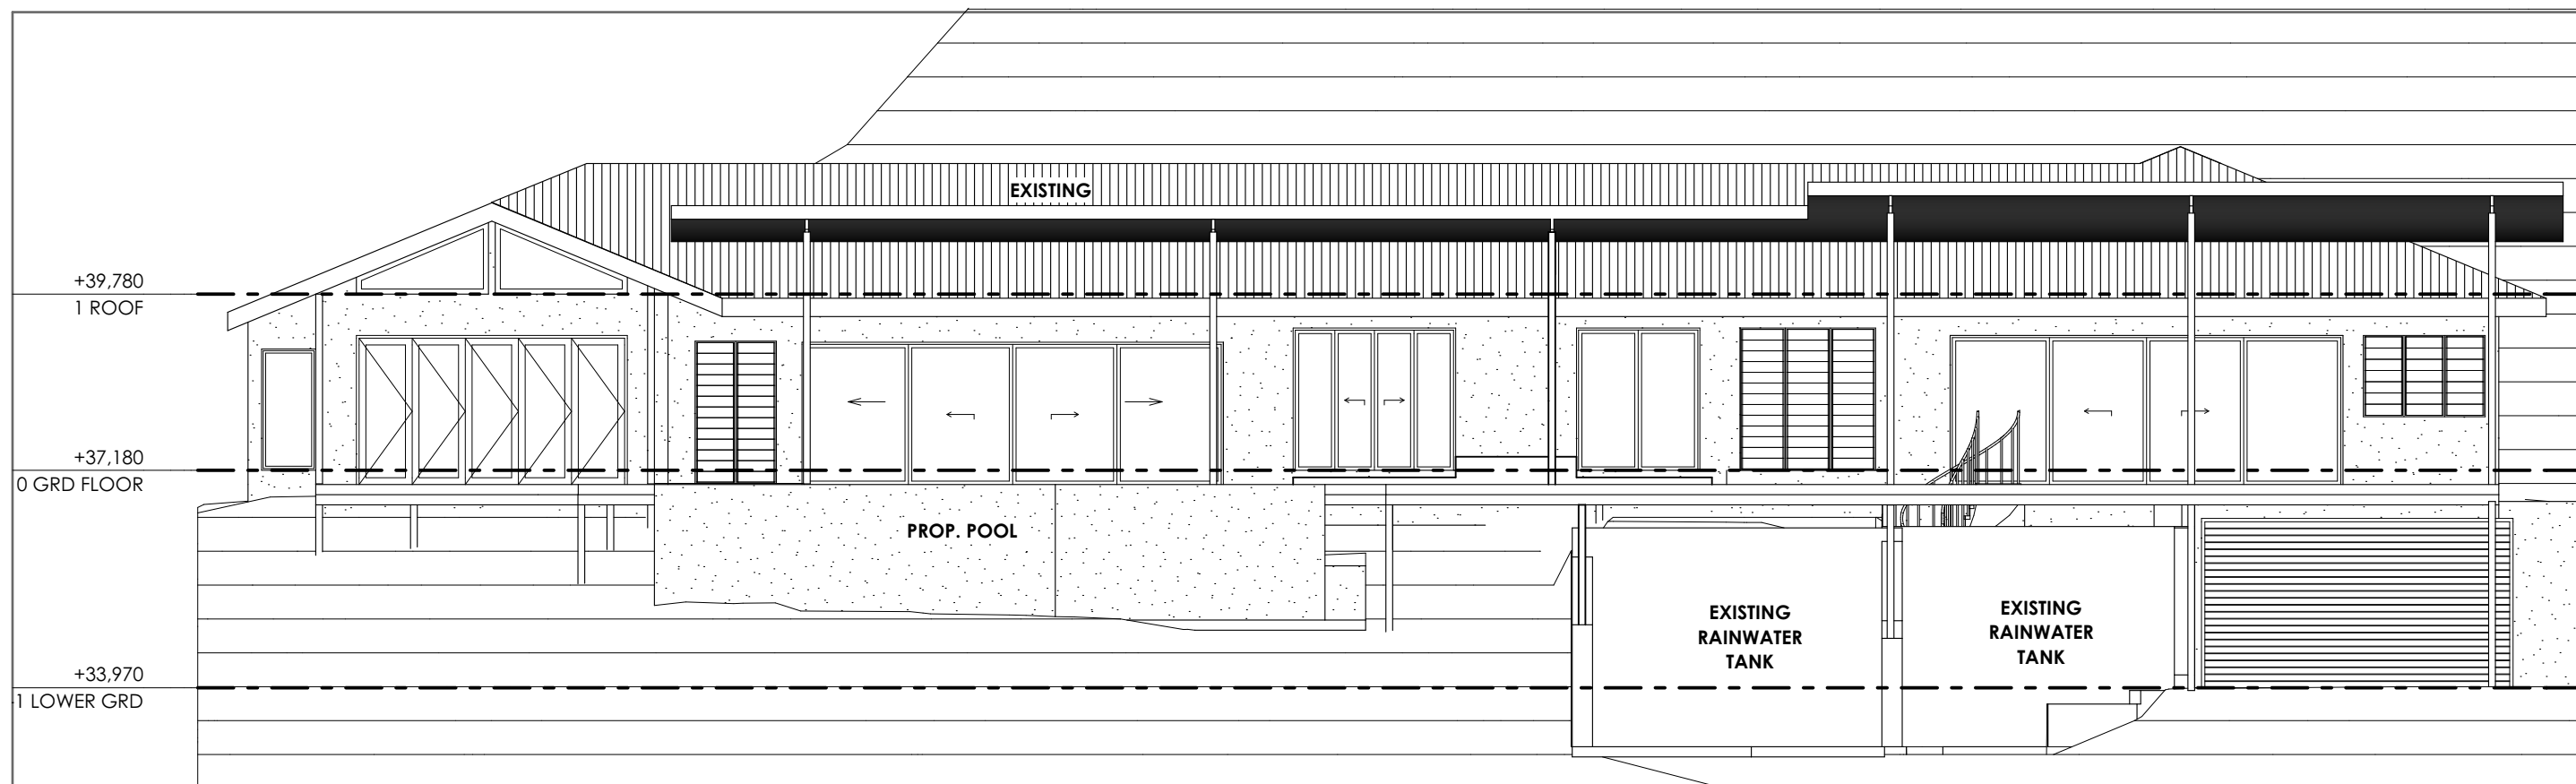 EXISTING
+39,780
1 ROOF
+37,180
0 GRD FLOOR
PROP. POOL
EXISTING
RAINWATER
TANK
EXISTING
RAINWATER
TANK
+33,970
-1 LOWER GRD